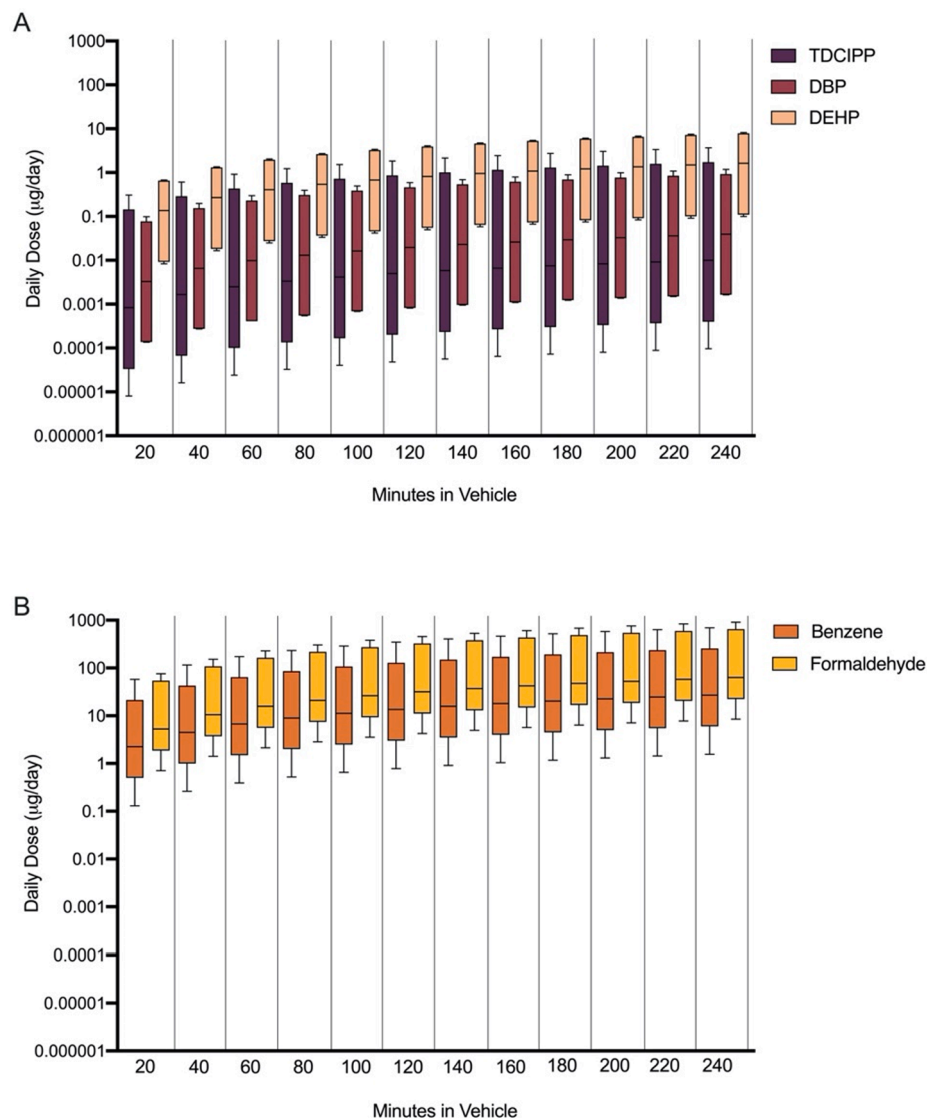 A
1000
100
10
1
0.1
0.01
0.001
0.0001
0.00001
0.000001
Daily Dose (µg/day)
20 40 60 80 100 120 140 160 180 200 220 240
Minutes in Vehicle
TDCIPP
DBP
DEHP
B
1000
100
10
1
0.1
0.01
0.001
0.0001
0.00001
0.000001
Daily Dose (µg/day)
20 40 60 80 100 120 140 160 180 200 220 240
Minutes in Vehicle
Benzene
Formaldehyde